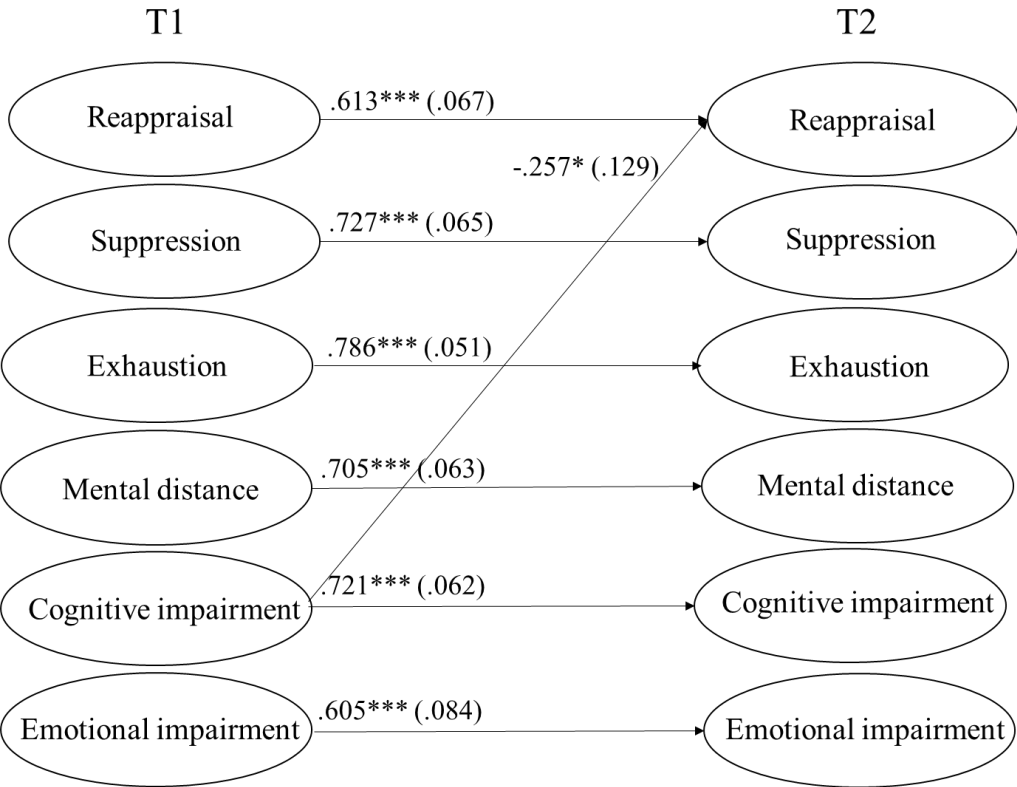 T1 T2
Reappraisal .613*** (.067) Reappraisal
-.257* (.129)
Suppression .727*** (.065) Suppression
Exhaustion .786*** (.051) Exhaustion
Mental distance .705*** (.063) Mental distance
Cognitive impairment .721*** (.062) Cognitive impairment
Emotional impairment .605*** (.084) Emotional impairment